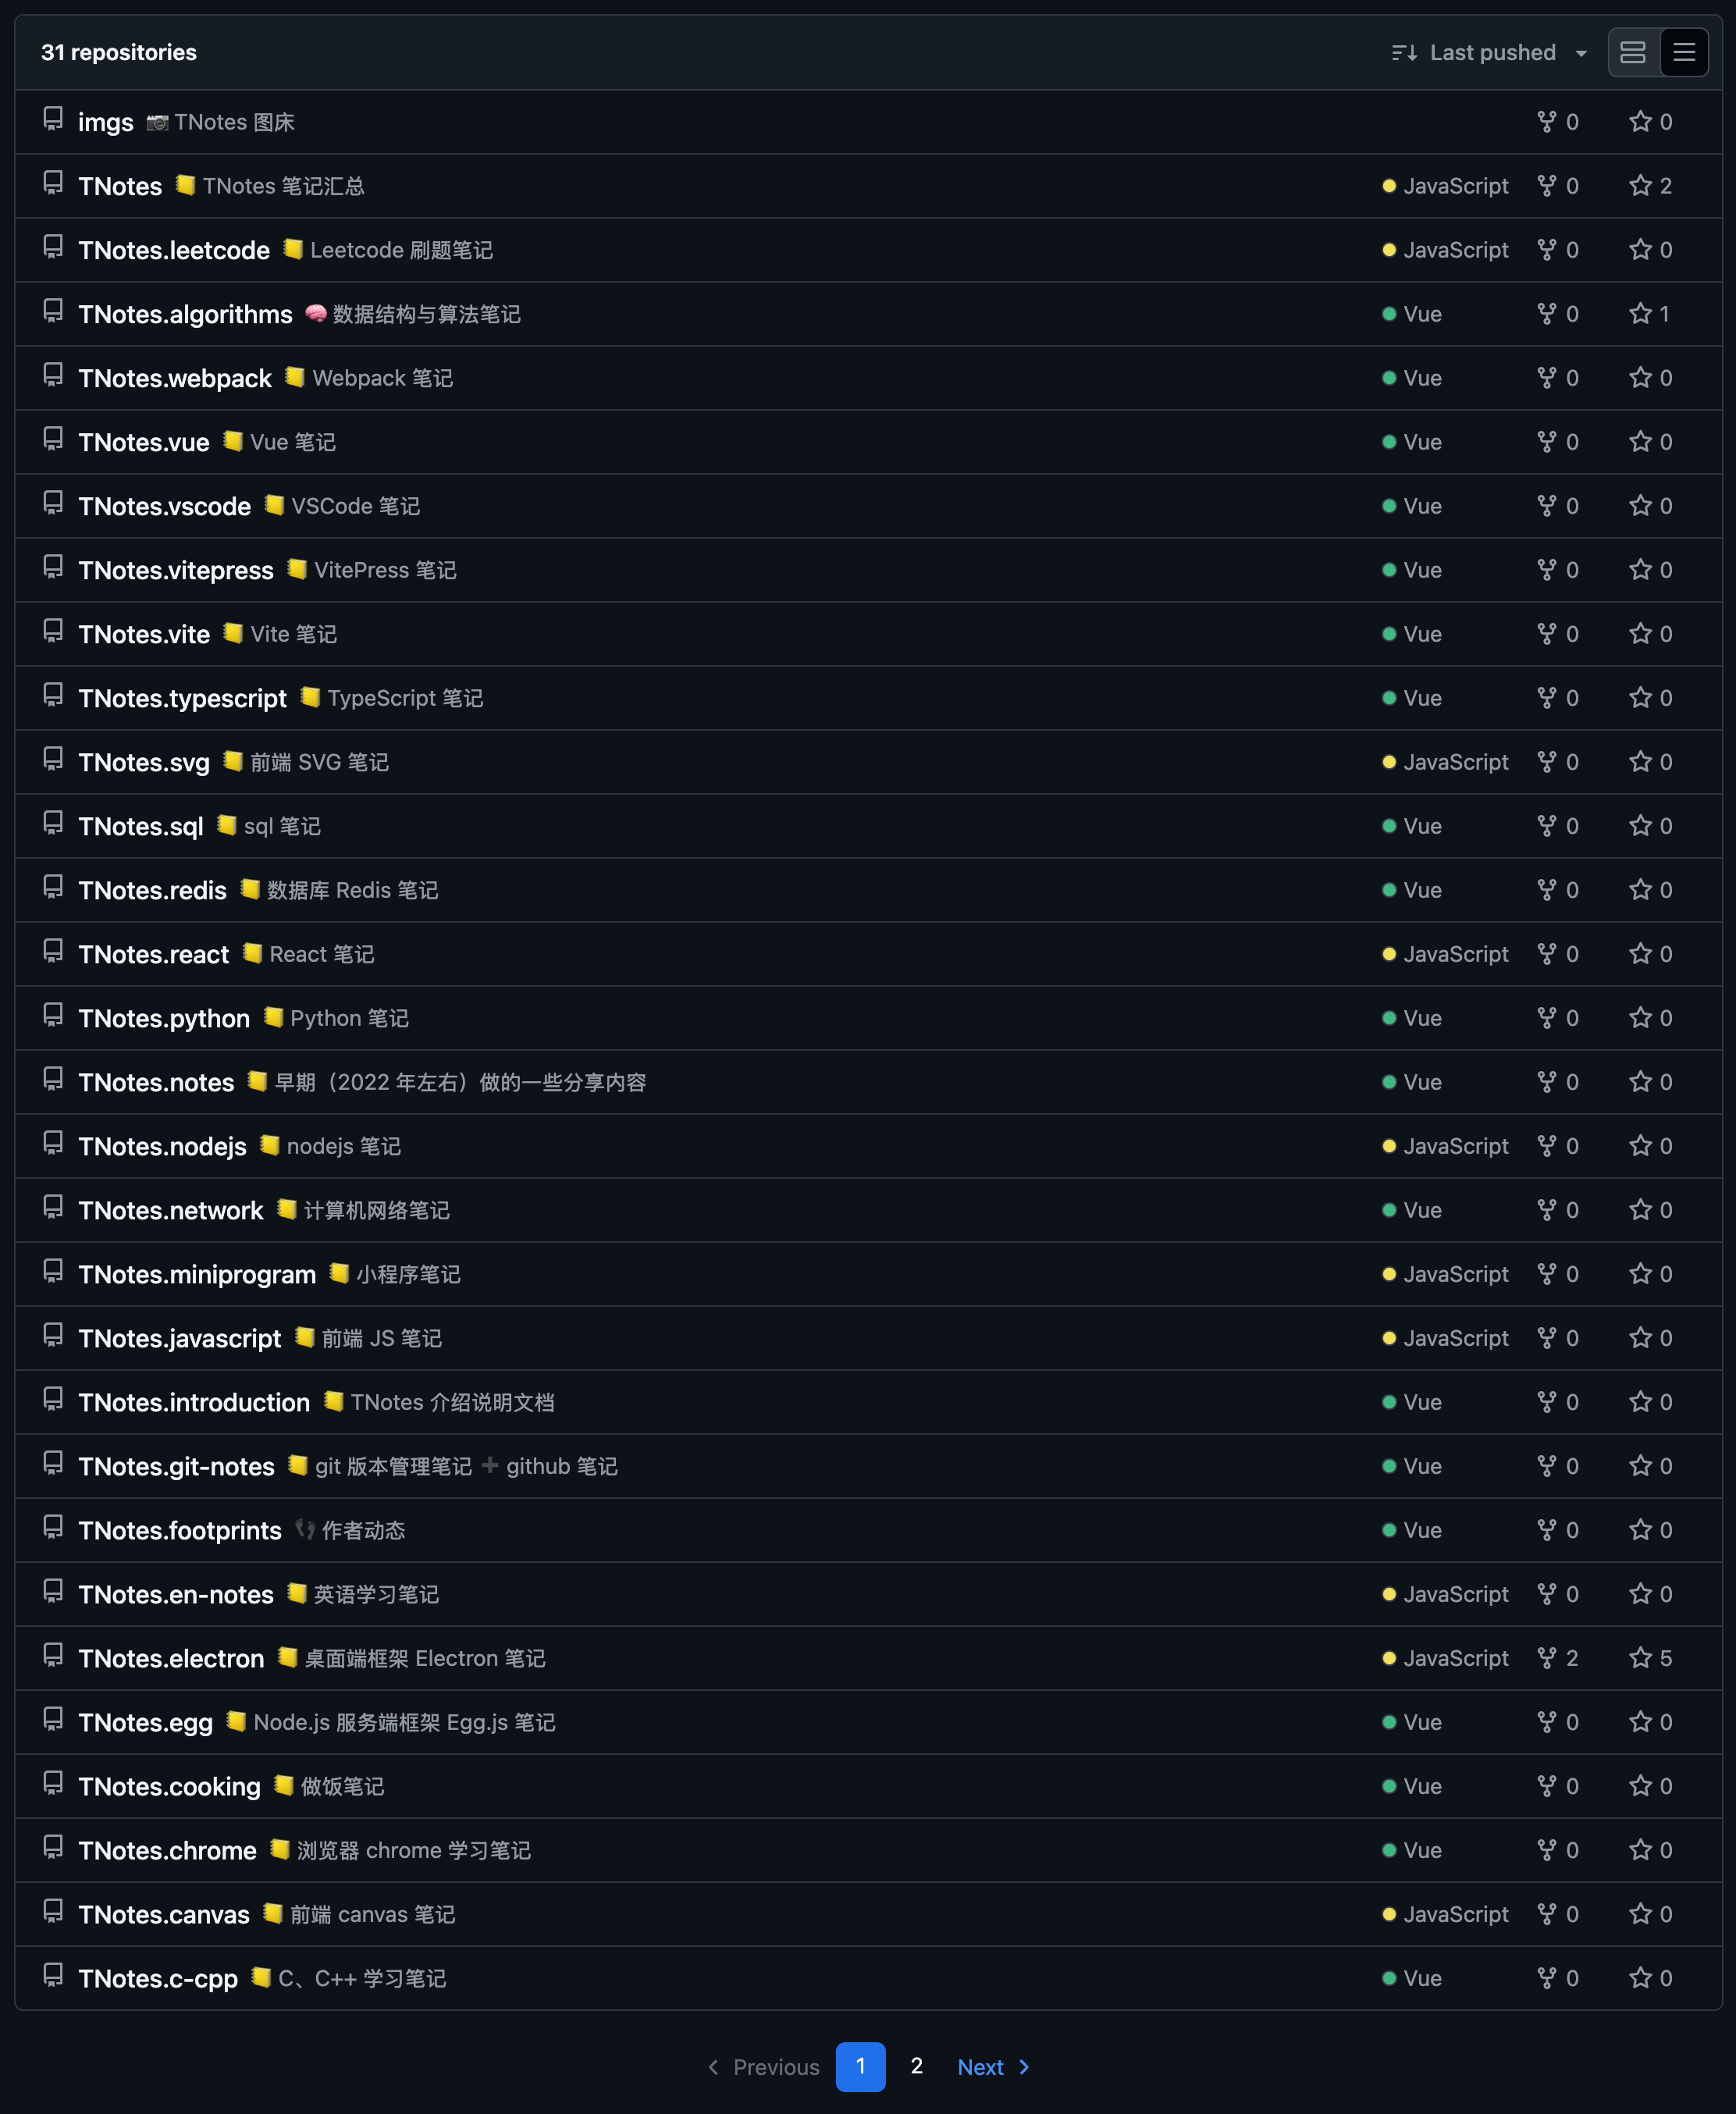 31 repositories Last pushed
imgs 📷 TNotes 图床 0 0
TNotes 📒 TNotes 笔记汇总 JavaScript 0 2
TNotes.leetcode 📒 Leetcode 刷题笔记 JavaScript 0 0
TNotes.algorithms 🧠 数据结构与算法笔记 Vue 0 1
TNotes.webpack 📒 Webpack 笔记 Vue 0 0
TNotes.vue 📒 Vue 笔记 Vue 0 0
TNotes.vscode 📒 VSCode 笔记 Vue 0 0
TNotes.vitepress 📒 VitePress 笔记 Vue 0 0
TNotes.vite 📒 Vite 笔记 Vue 0 0
TNotes.typescript 📒 TypeScript 笔记 Vue 0 0
TNotes.svg 📒 前端 SVG 笔记 JavaScript 0 0
TNotes.sql 📒 sql 笔记 Vue 0 0
TNotes.redis 📒 数据库 Redis 笔记 Vue 0 0
TNotes.react 📒 React 笔记 JavaScript 0 0
TNotes.python 📒 Python 笔记 Vue 0 0
TNotes.notes 📒 早期（2022 年左右）做的一些分享内容 Vue 0 0
TNotes.nodejs 📒 nodejs 笔记 JavaScript 0 0
TNotes.network 📒 计算机网络笔记 Vue 0 0
TNotes.miniprogram 📒 小程序笔记 JavaScript 0 0
TNotes.javascript 📒 前端 JS 笔记 JavaScript 0 0
TNotes.introduction 📒 TNotes 介绍说明文档 Vue 0 0
TNotes.git-notes 📒 git 版本管理笔记 ➕ github 笔记 Vue 0 0
TNotes.footprints 👣 作者动态 Vue 0 0
TNotes.en-notes 📒 英语学习笔记 JavaScript 0 0
TNotes.electron 📒 桌面端框架 Electron 笔记 JavaScript 2 5
TNotes.egg 📒 Node.js 服务端框架 Egg.js 笔记 Vue 0 0
TNotes.cooking 📒 做饭笔记 Vue 0 0
TNotes.chrome 📒 浏览器 chrome 学习笔记 Vue 0 0
TNotes.canvas 📒 前端 canvas 笔记 JavaScript 0 0
TNotes.c-cpp 📒 C、C++ 学习笔记 Vue 0 0
Previous 1 2 Next